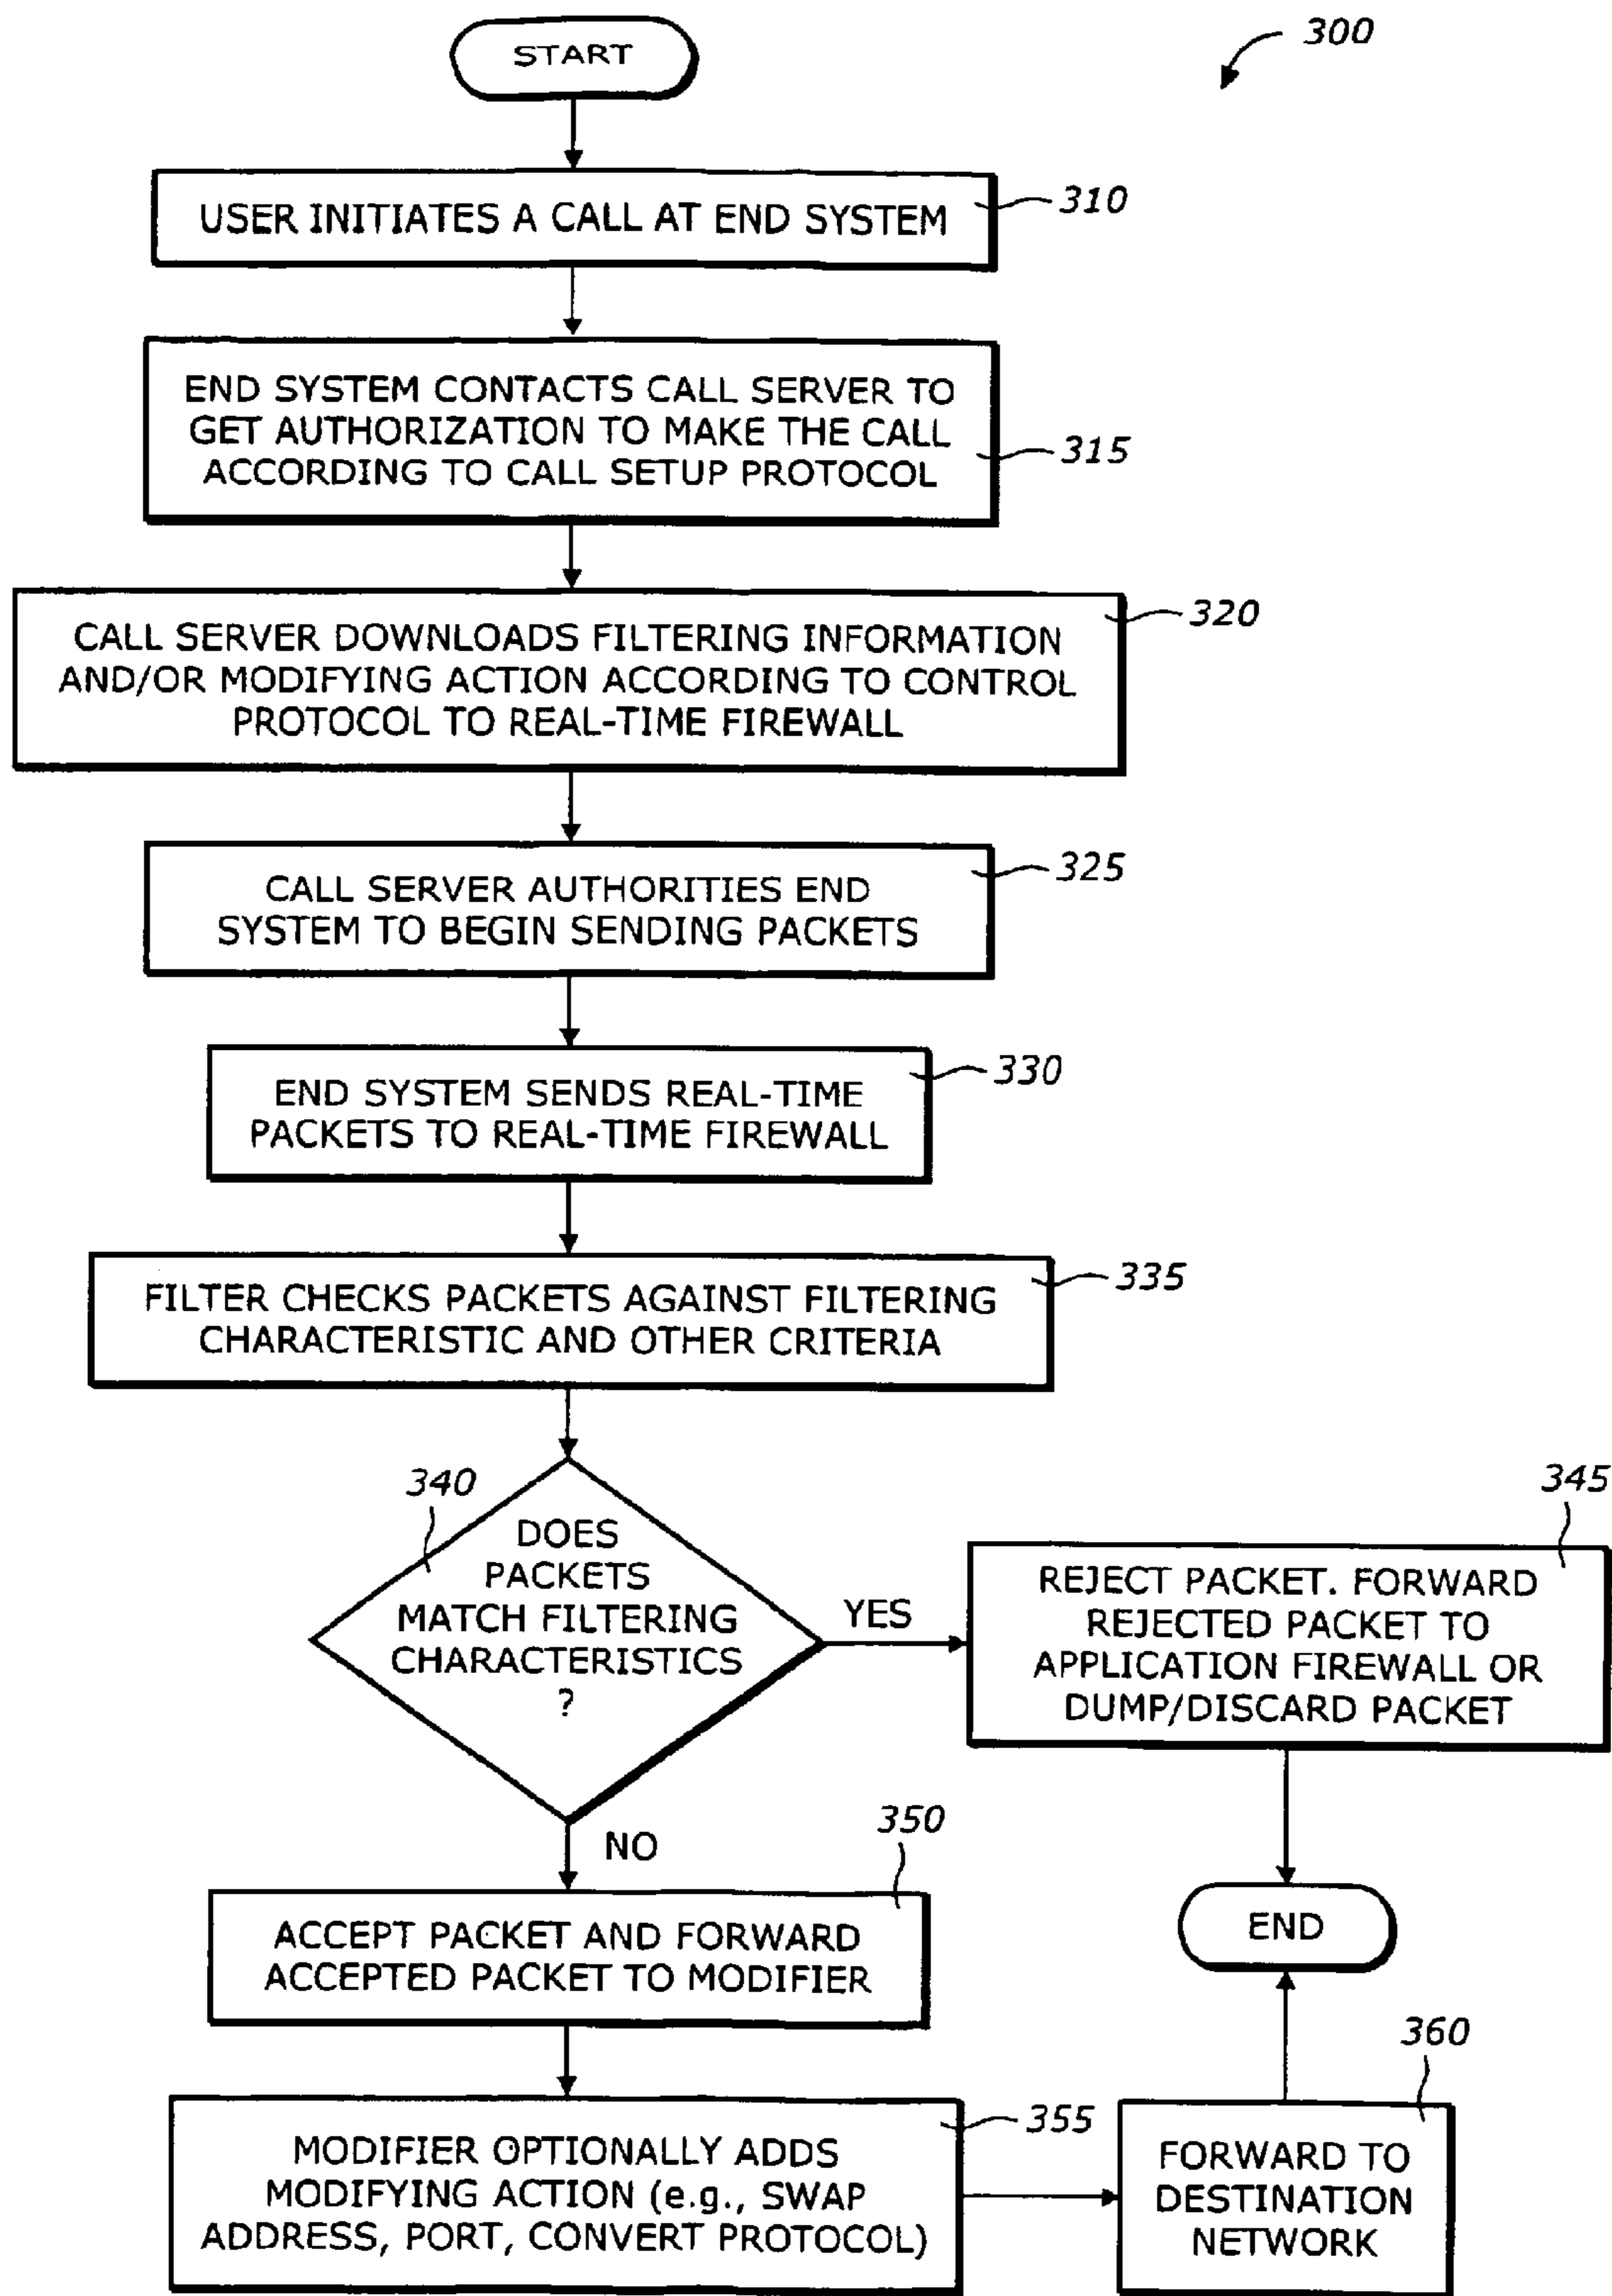 START
300
USER INITIATES A CALL AT END SYSTEM
310
END SYSTEM CONTACTS CALL SERVER TO
GET AUTHORIZATION TO MAKE THE CALL
ACCORDING TO CALL SETUP PROTOCOL
315
CALL SERVER DOWNLOADS FILTERING INFORMATION
AND/OR MODIFYING ACTION ACCORDING TO CONTROL
PROTOCOL TO REAL-TIME FIREWALL
320
CALL SERVER AUTHORITIES END
SYSTEM TO BEGIN SENDING PACKETS
325
END SYSTEM SENDS REAL-TIME
PACKETS TO REAL-TIME FIREWALL
330
FILTER CHECKS PACKETS AGAINST FILTERING
CHARACTERISTIC AND OTHER CRITERIA
335
340
DOES
PACKETS
MATCH FILTERING
CHARACTERISTICS
?
YES
345
REJECT PACKET. FORWARD
REJECTED PACKET TO
APPLICATION FIREWALL OR
DUMP/DISCARD PACKET
NO
350
ACCEPT PACKET AND FORWARD
ACCEPTED PACKET TO MODIFIER
END
355
MODIFIER OPTIONALLY ADDS
MODIFYING ACTION (e.g., SWAP
ADDRESS, PORT, CONVERT PROTOCOL)
360
FORWARD TO
DESTINATION
NETWORK